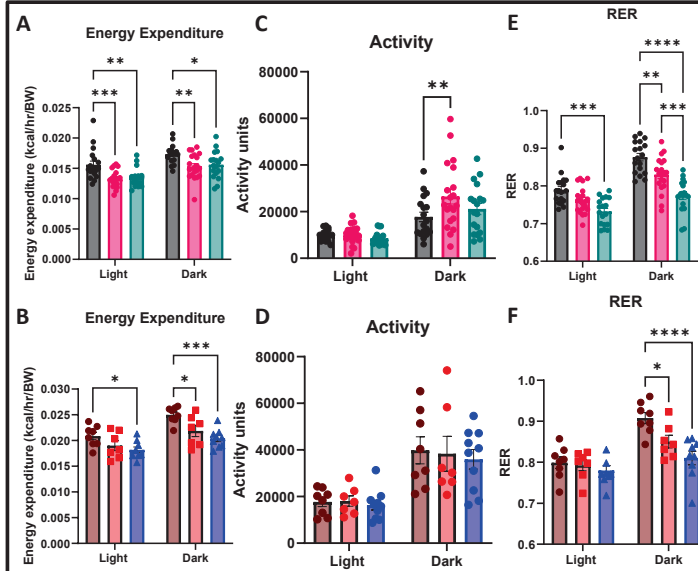 A
Energy Expenditure
Energy expenditure (kcal/hr/BW)
0.025
0.020
0.015
0.010
0.005
0.000
**
***
*
**
Light
Dark
C
Activity
Activity units
80000
60000
40000
20000
0
**
Light
Dark
E
RER
RER
1.0
0.9
0.8
0.7
0.6
***
****
**
***
Light
Dark
B
Energy Expenditure
Energy expenditure (kcal/hr/BW)
0.030
0.025
0.020
0.015
0.010
0.005
0.000
*
***
*
Light
Dark
D
Activity
Activity units
80000
60000
40000
20000
0
Light
Dark
F
RER
RER
1.0
0.9
0.8
0.7
0.6
****
*
Light
Dark